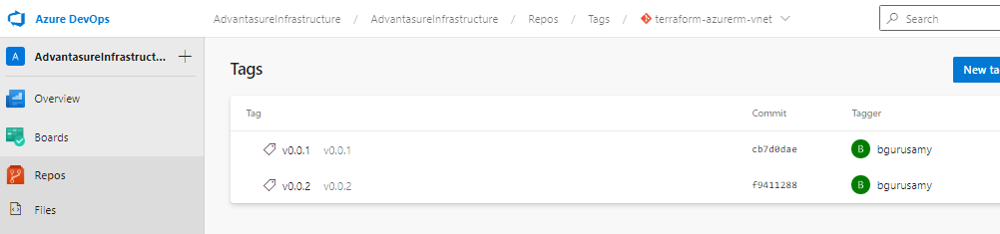 Azure DevOps AdvantasureInfrastructure / AdvantasureInfrastructure / Repos / Tags / terraform-azurerm-vnet Search
A AdvantasureInfrastruct... +
Tags
New ta
Overview
Tag Commit Tagger
Boards
v0.0.1 v0.0.1 cb7d0dae B bgurusamy
Repos
v0.0.2 v0.0.2 f9411288 B bgurusamy
Files